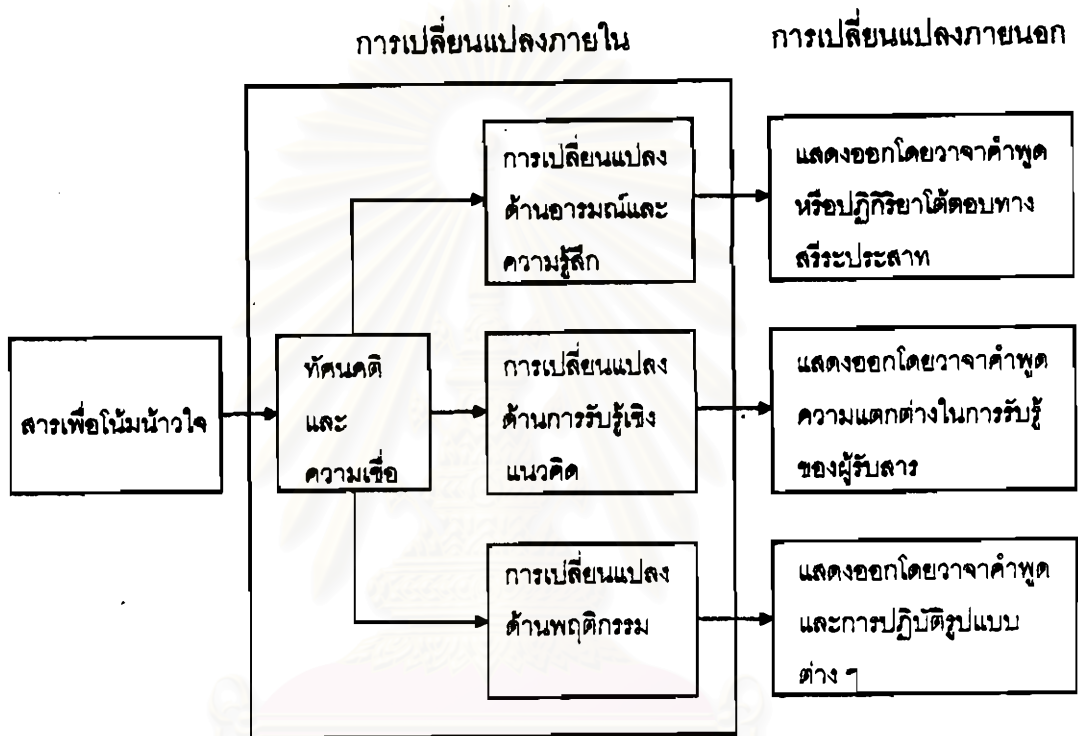 การเปลี่ยนแปลงภายใน
การเปลี่ยนแปลงภายนอก
การเปลี่ยนแปลง
ด้านอารมณ์และ
ความรู้สึก
แสดงออกโดยวาจาคำพูด
หรือปฏิกิริยาโต้ตอบทาง
สรีระประสาท
สารเพื่อโน้มน้าวใจ
ทัศนคติ
และ
ความเชื่อ
การเปลี่ยนแปลง
ด้านการรับรู้เชิง
แนวคิด
แสดงออกโดยวาจาคำพูด
ความแตกต่างในการรับรู้
ของผู้รับสาร
การเปลี่ยนแปลง
ด้านพฤติกรรม
แสดงออกโดยวาจาคำพูด
และการปฏิบัติรูปแบบ
ต่าง ๆ